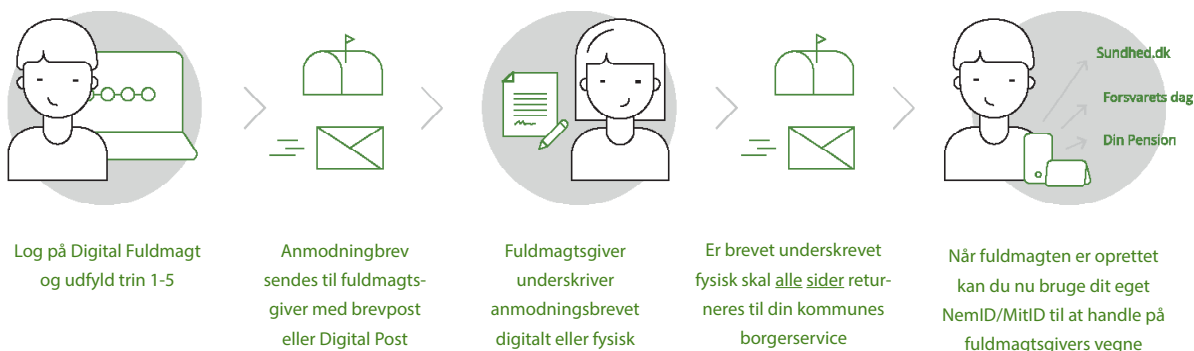 Sundhed.dk
Forsvarets dag
Din Pension
Log på Digital Fuldmagt
og udfyld trin 1-5
Anmodningbrev
sendes til fuldmagts-
giver med brevpost
eller Digital Post
Fuldmagtsgiver
underskriver
anmodningsbrevet
digitalt eller fysisk
Er brevet underskrevet
fysisk skal alle sider retur-
neres til din kommunes
borgerservice
Når fuldmagten er oprettet
kan du nu bruge dit eget
NemID/MitID til at handle på
fuldmagtsgivers vegne